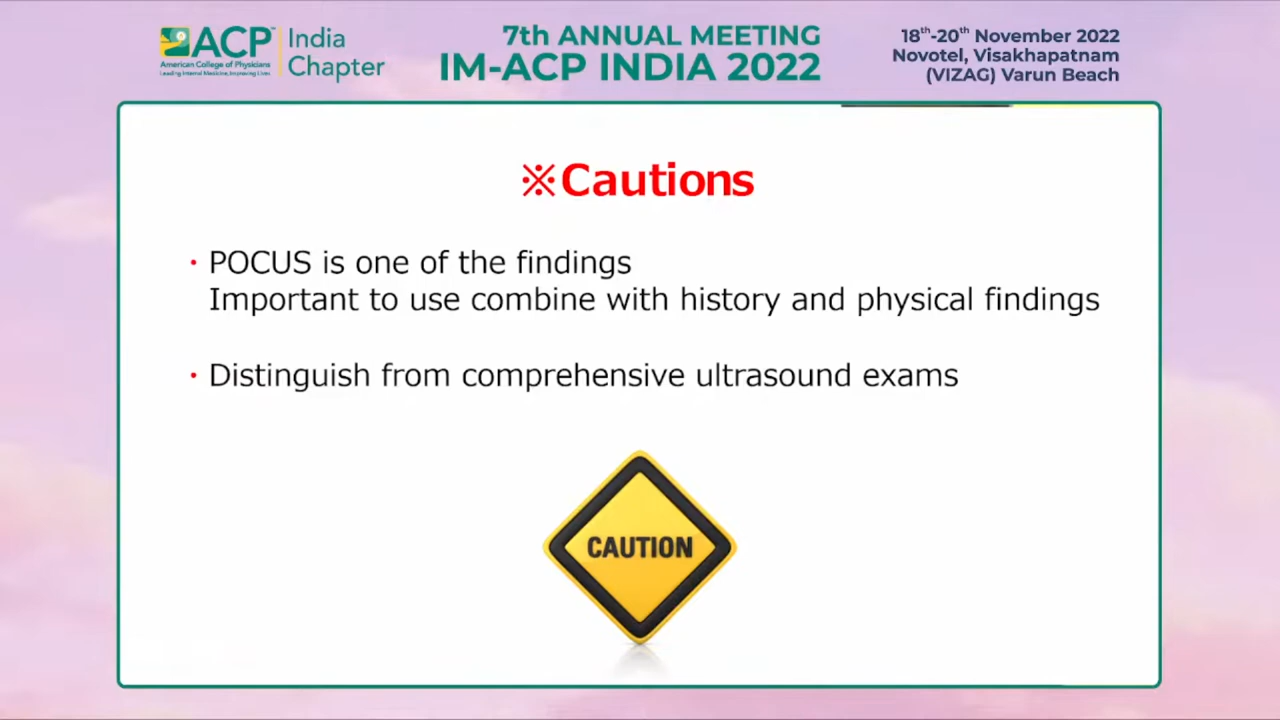 ACP
American College of Physicians
Leading Internal Medicine, Improving Lives
India
Chapter
7th ANNUAL MEETING
IM-ACP INDIA 2022
18th-20th November 2022
Novotel, Visakhapatnam
(VIZAG) Varun Beach
※Cautions
・POCUS is one of the findings
Important to use combine with history and physical findings
・Distinguish from comprehensive ultrasound exams
CAUTION